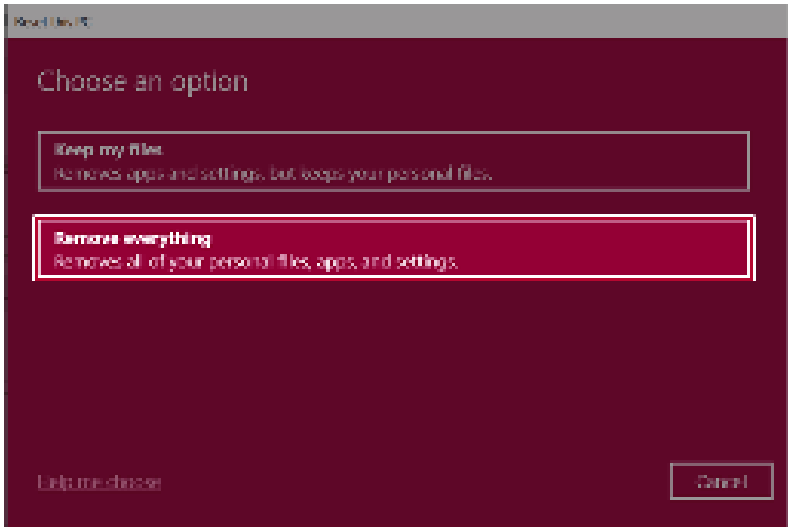 Reset this PC
Choose an option
Keep my files
Removes apps and settings, but keeps your personal files.
Remove everything
Removes all of your personal files, apps, and settings.
Help me choose
Cancel